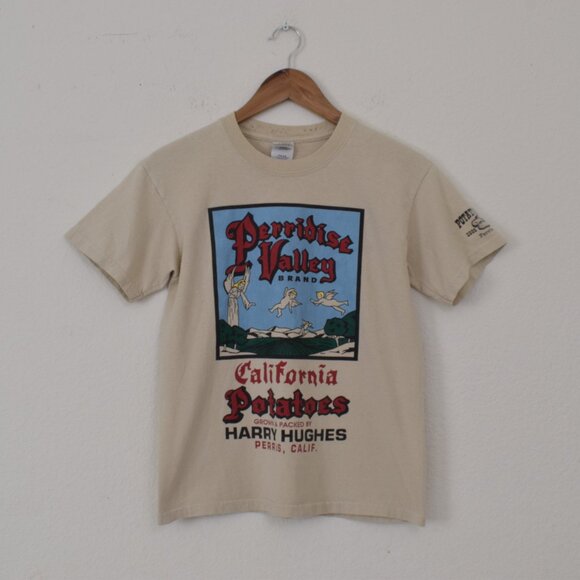 Perridise
Valley
BRAND
California
Potatoes
GROWN & PACKED BY
HARRY HUGHES
PERRIS, CALIF.